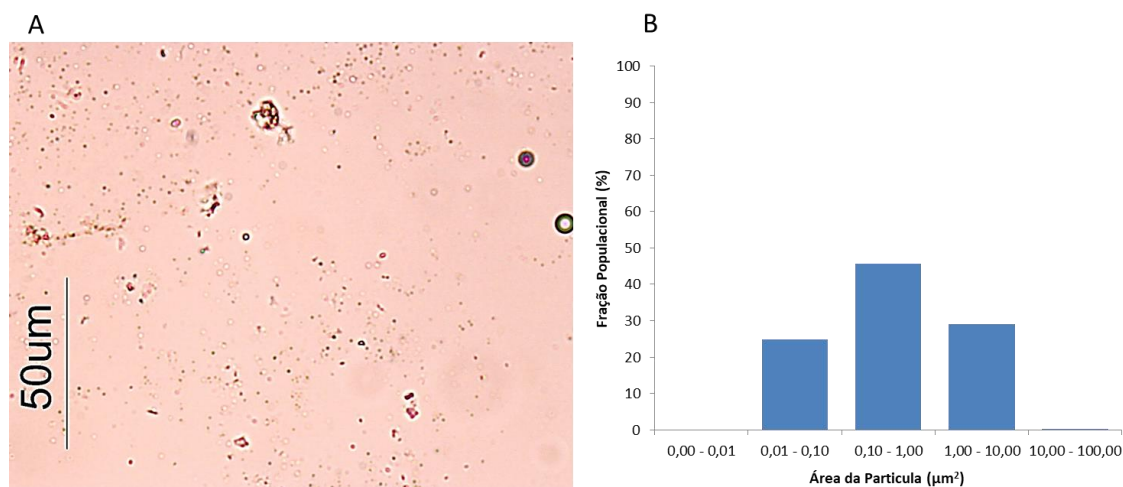 A
50um
B
Fração Populacional (%)
100
90
80
70
60
50
40
30
20
10
0
0,00 - 0,01
0,01 - 0,10
0,10 - 1,00
1,00 - 10,00
10,00 - 100,00
Área da Particula (µm²)